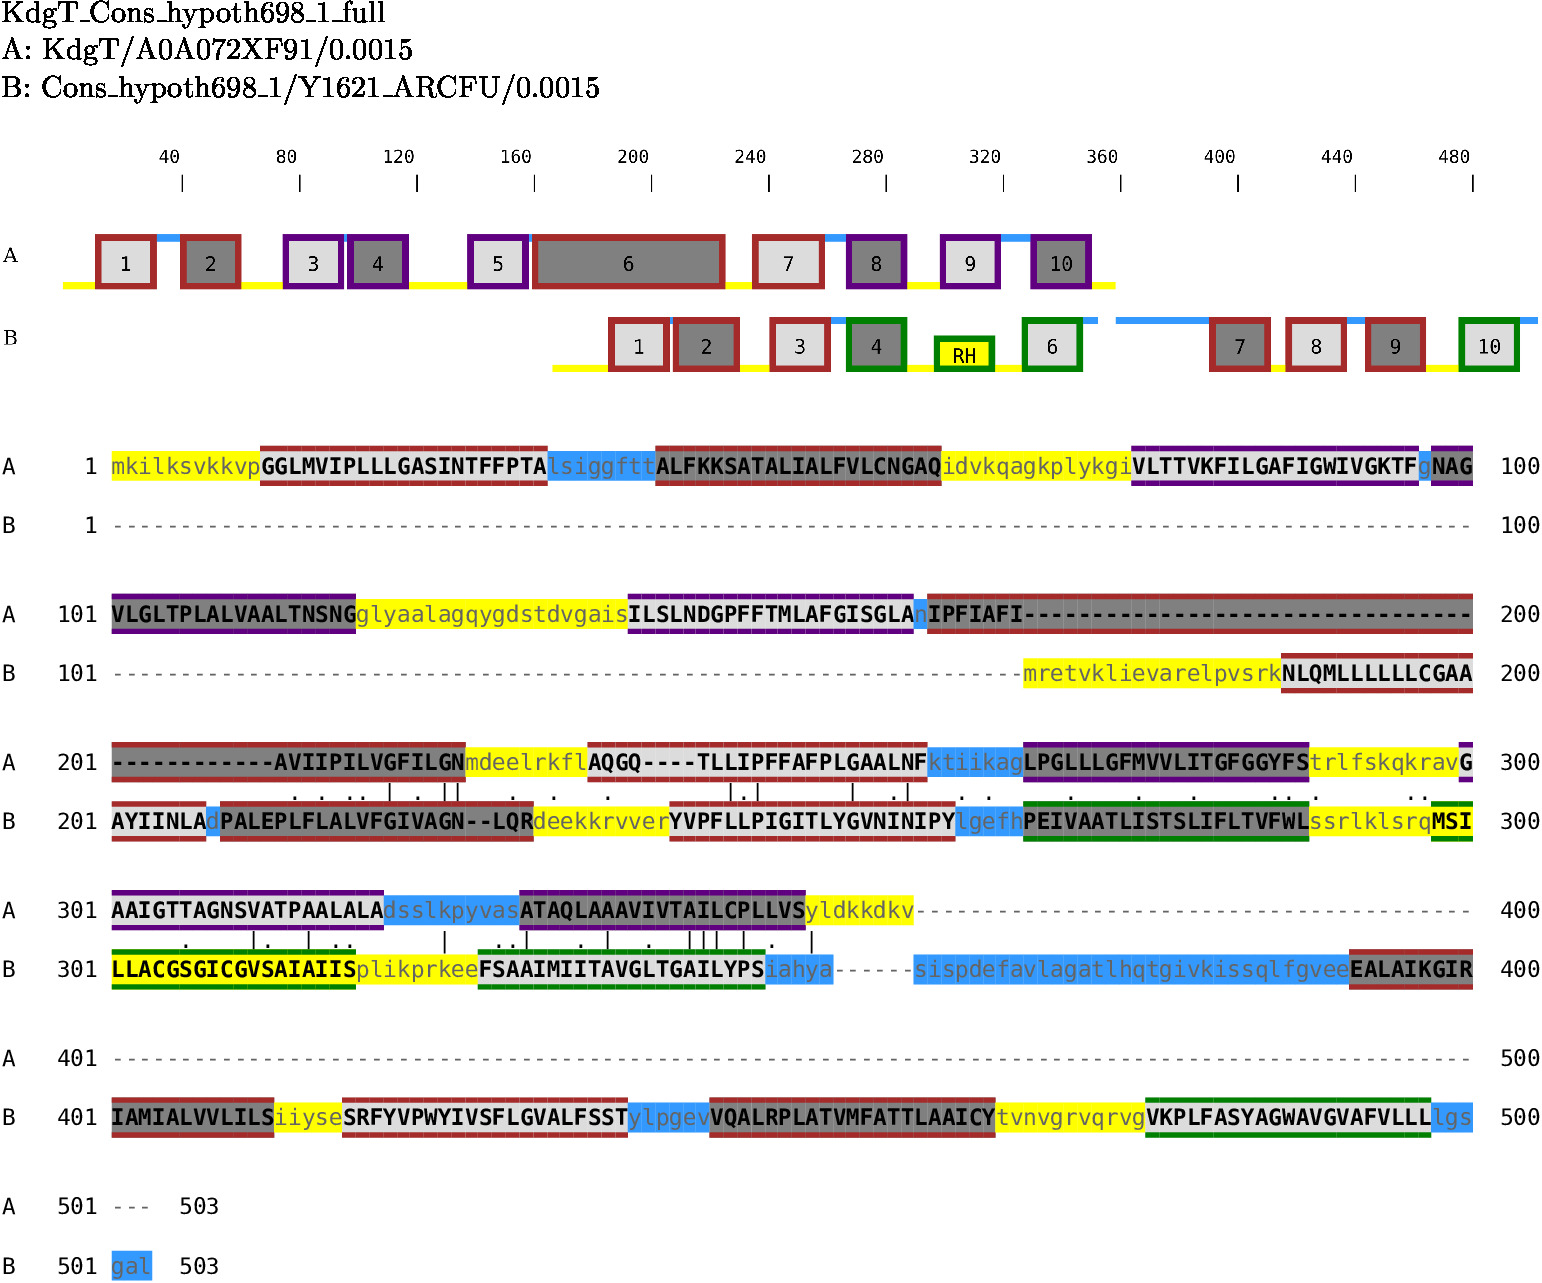 KdgT_Cons_hypoth698_1_full
A: KdgT/A0A072XF91/0.0015
B: Cons_hypoth698_1/Y1621_ARCFU/0.0015
40 80 120 160 200 240 280 320 360 400 440 480
A 1 2 3 4 5 6 7 8 9 10
B 1 2 3 4 RH 6 7 8 9 10
A 1 mkilksvkkvpGGLMVIPLLLGASINTFFPTAlsiggfttALFKKSATALIALFVLCNGAQidvkqagkplykgiVLTTVKFILGAFIGWIVGKTFgNAG 100
B 1 ---------------------------------------------------------------------------------------------------- 100
A 101 VLGLTPLALVAALTNSNGglyaalagqygdstdvgaisILSLNDGPFFTMLAFGISGLAnIPFIAFI--------------------------------- 200
B 101 -------------------------------------------------------------------mretvklievarelpvsrkNLQMLLLLLLCGAA 200
A 201 ------------AVIIPILVGFILGNmdeelrkflAQGQ----TLLIPFFAFPLGAALNFktiikagLPGLLLGFMVVLITGFGGYFStrlfskqkravG 300
B 201 AYIINLAdPALEPLFLALVFGIVAGN--LQRdeekkrvverYVPFLLPIGITLYGVNINIPYlgefhPEIVAATLISTSLIFLTVFWLssrlklsrqMSI 300
A 301 AAIGTTAGNSVATPAALALAdsslkpyvasATAQLAAAVIVTAILCPLLVSyldkkdkv----------------------------------------- 400
B 301 LLACGSGICGVSAIAIISplikprkeeFSAAIMIITAVGLTGAILYPSiahya------sispdefavlagatlhqtgivkissqlfgveeEALAIKGIR 400
A 401 ---------------------------------------------------------------------------------------------------- 500
B 401 IAMIALVVLILSiiyseSRFYVPWYIVSFLGVALFSSTylpgevVQALRPLATVMFATTLAAICYtvnvgrvqrvgVKPLFASYAGWAVGVAFVLLLlgs 500
A 501 --- 503
B 501 gal 503